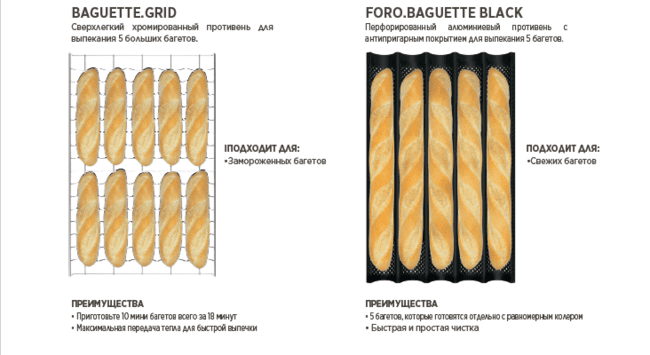 BAGUETTE.GRID
Сверхлегкий хромированный противень для
выпекания 5 больших багетов.
ІПОДХОДИТ ДЛЯ:
•Замороженных багетов
ПРЕИМУЩЕСТВА
• Приготовьте 10 мини багетов всего за 18 минут
• Максимальная передача тепла для быстрой выпечки
FORO.BAGUETTE BLACK
Перфорированный алюминиевый противень с
антипригарным покрытием для выпекания 5 багетов.
ПОДХОДИТ ДЛЯ:
•Свежих багетов
ПРЕИМУЩЕСТВА
• 5 багетов, которые готовятся отдельно с равномерным колером
• Быстрая и простая чистка